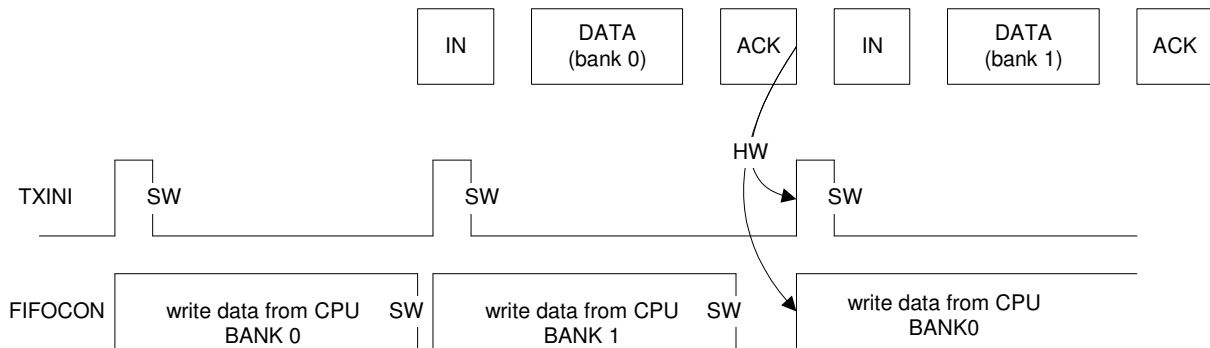 IN
DATA
(bank 0)
ACK
IN
DATA
(bank 1)
ACK
HW
TXINI
SW
SW
SW
FIFOCON
write data from CPU
BANK 0
SW
write data from CPU
BANK 1
SW
write data from CPU
BANK0